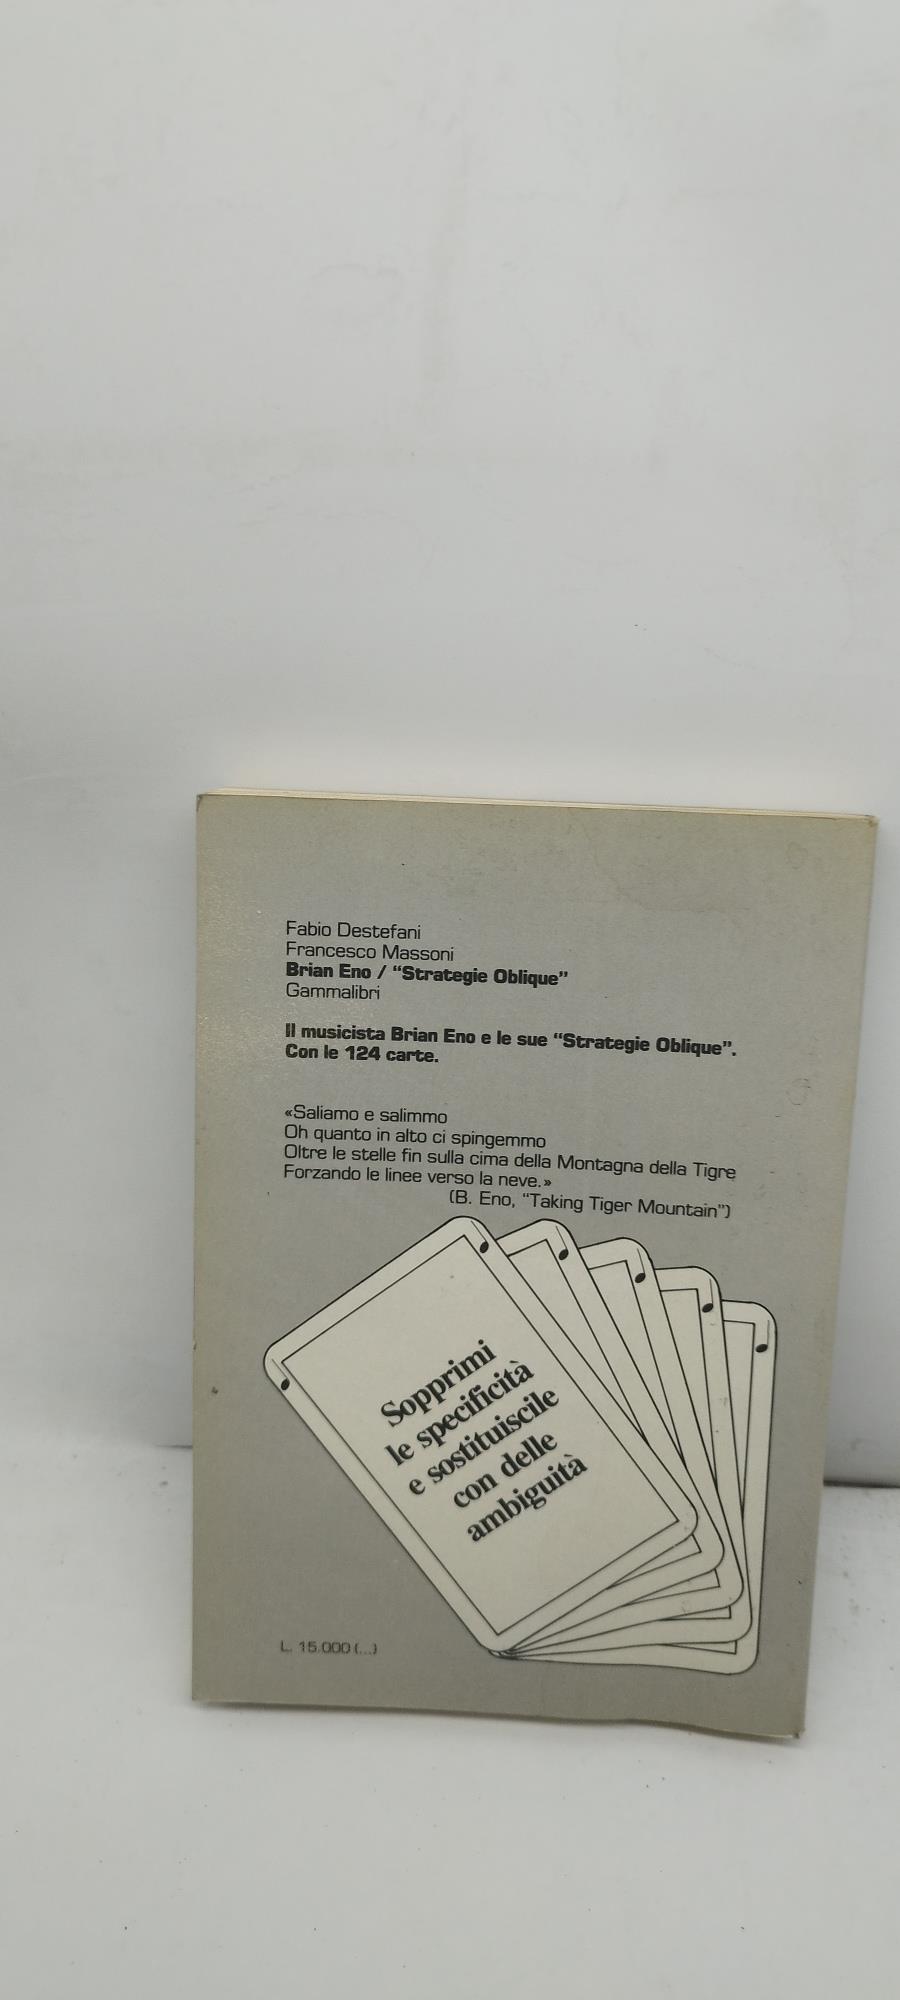 Fabio Destefani
Francesco Massoni
Brian Eno / “Strategie Oblique”
Gammalibri
Il musicista Brian Eno e le sue “Strategie Oblique”.
Con le 124 carte.
«Saliamo e salimmo
Oh quanto in alto ci spingemmo
Oltre le stelle fin sulla cima della Montagna della Tigre
Forzando le linee verso la neve.»
(B. Eno, “Taking Tiger Mountain”)
Sopprimi
le specificità
e sostituiscile
con delle
ambiguità
L. 15.000 (...)